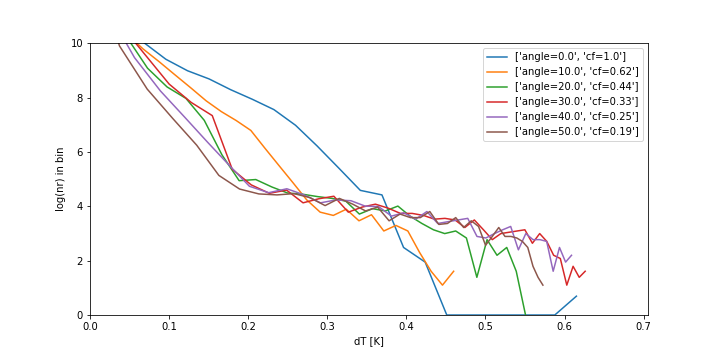 10
8
6
4
2
0
log(nr) in bin
['angle=0.0', 'cf=1.0']
['angle=10.0', 'cf=0.62']
['angle=20.0', 'cf=0.44']
['angle=30.0', 'cf=0.33']
['angle=40.0', 'cf=0.25']
['angle=50.0', 'cf=0.19']
0.0 0.1 0.2 0.3 0.4 0.5 0.6 0.7
dT [K]